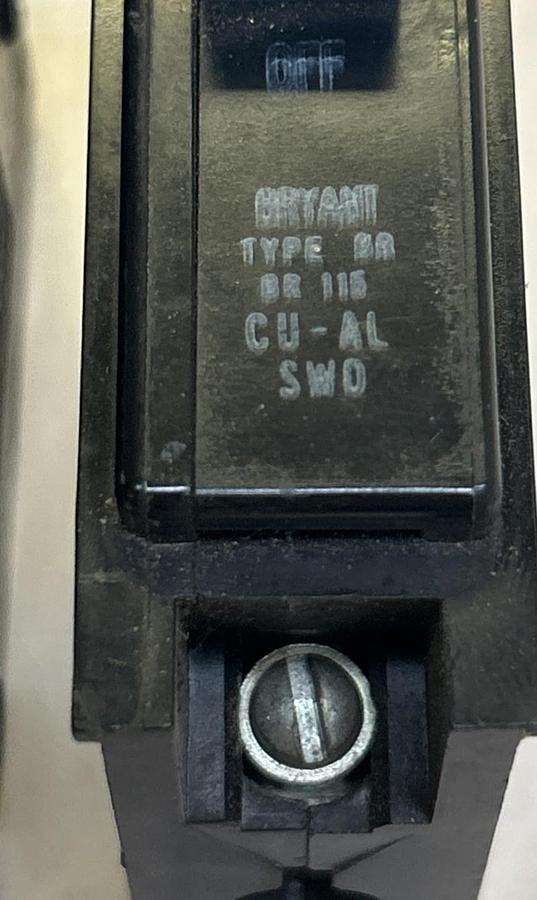 OFF
BRYANT
TYPE BR
BR 115
CU-AL
SWD